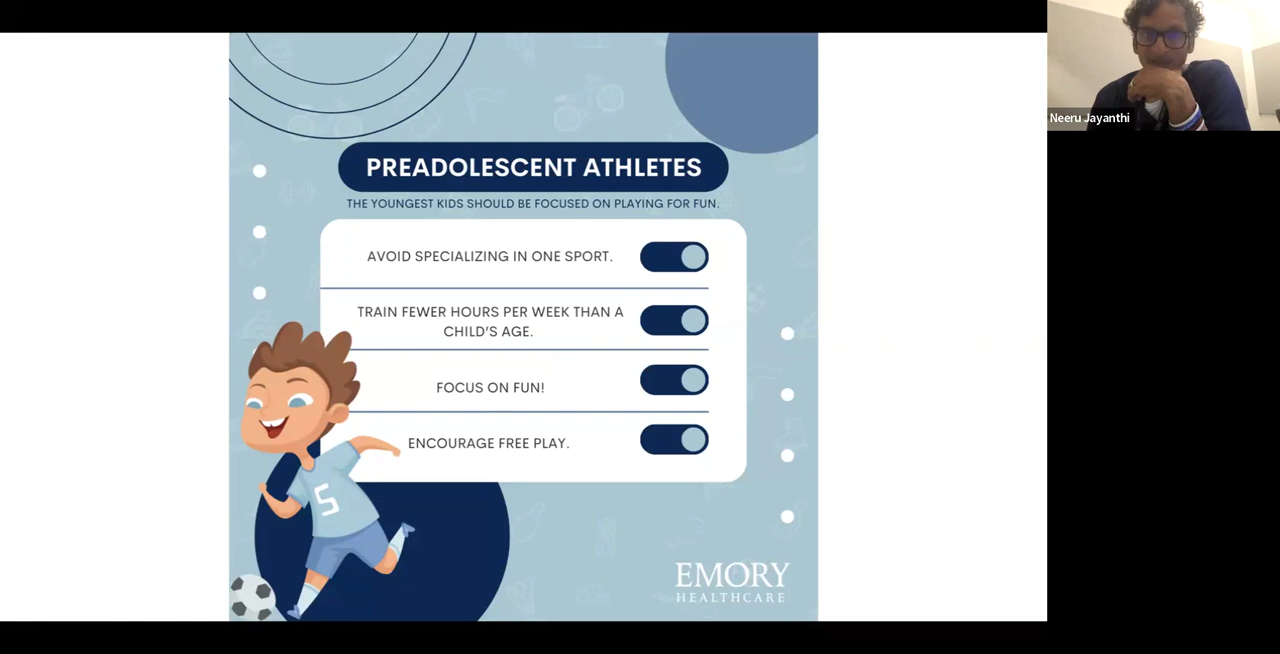 PREADOLESCENT ATHLETES
THE YOUNGEST KIDS SHOULD BE FOCUSED ON PLAYING FOR FUN.
AVOID SPECIALIZING IN ONE SPORT.
TRAIN FEWER HOURS PER WEEK THAN A
CHILD'S AGE.
FOCUS ON FUN!
ENCOURAGE FREE PLAY.
5
EMORY
HEALTHCARE
Neeru Jayanthi